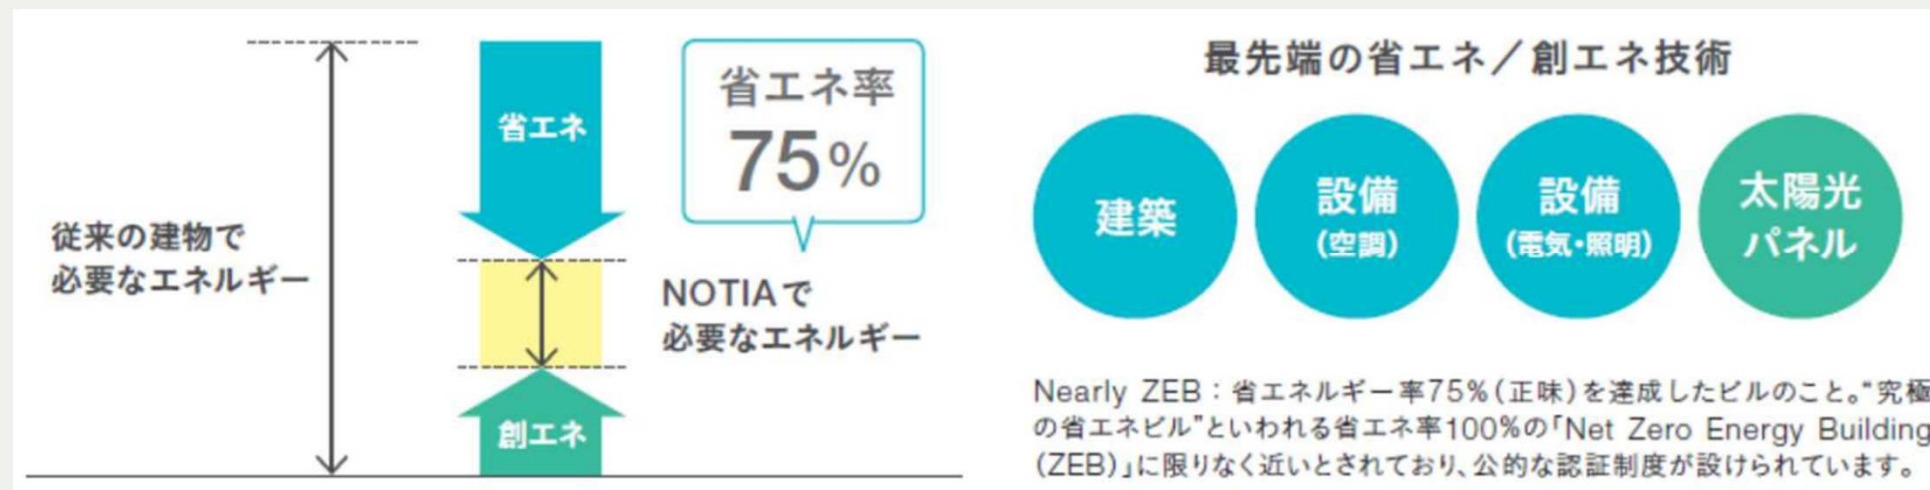 省エネ
省エネ率
75%
従来の建物で
必要なエネルギー
NOTIAで
必要なエネルギー
創エネ
最先端の省エネ／創エネ技術
建築
設備
(空調)
設備
(電気・照明)
太陽光
パネル
Nearly ZEB：省エネルギー率75%(正味)を達成したビルのこと。“究極
の省エネビル”といわれる省エネ率100%の「Net Zero Energy Building
(ZEB)」に限りなく近いとされており、公的な認証制度が設けられています。